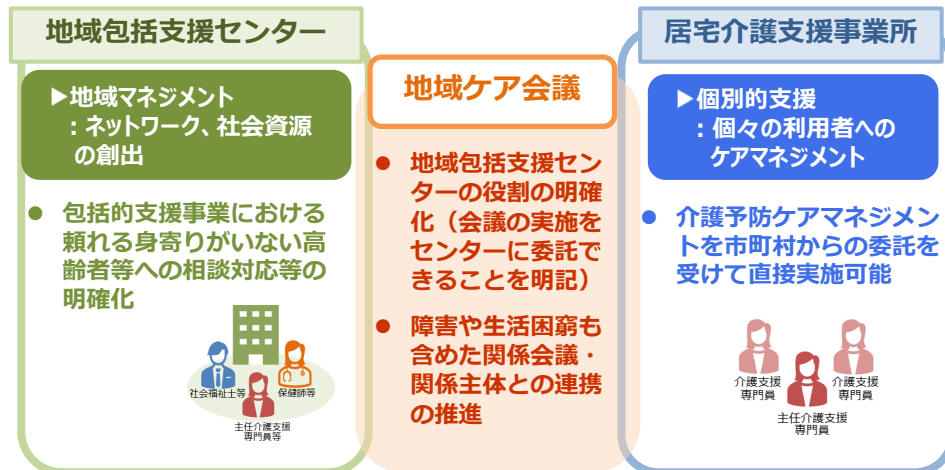 地域包括支援センター
▶地域マネジメント
：ネットワーク、社会資源
の創出
● 包括的支援事業における
頼れる身寄りがいない高
齢者等への相談対応等の
明確化
社会福祉士等
保健師等
主任介護支援
専門員等
地域ケア会議
● 地域包括支援セン
ターの役割の明確
化（会議の実施を
センターに委託で
きることを明記）
● 障害や生活困窮も
含めた関係会議・
関係主体との連携
の推進
居宅介護支援事業所
▶個別的支援
：個々の利用者への
ケアマネジメント
● 介護予防ケアマネジメン
トを市町村からの委託を
受けて直接実施可能
介護支援
専門員
介護支援
専門員
主任介護支援
専門員